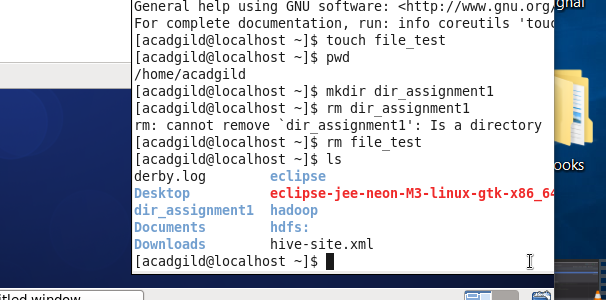 General help using GNU software: <http://www.gnu.org/
For complete documentation, run: info coreutils 'touc
[acadgild@localhost ~]$ touch file_test
[acadgild@localhost ~]$ pwd
/home/acadgild
[acadgild@localhost ~]$ mkdir dir_assignment1
[acadgild@localhost ~]$ rm dir_assignment1
rm: cannot remove `dir_assignment1': Is a directory
[acadgild@localhost ~]$ rm file_test
[acadgild@localhost ~]$ ls
derby.log eclipse
Desktop eclipse-jee-neon-M3-linux-gtk-x86_64
dir_assignment1 hadoop
Documents hdfs:
Downloads hive-site.xml
[acadgild@localhost ~]$
gnal
ooks
itled window